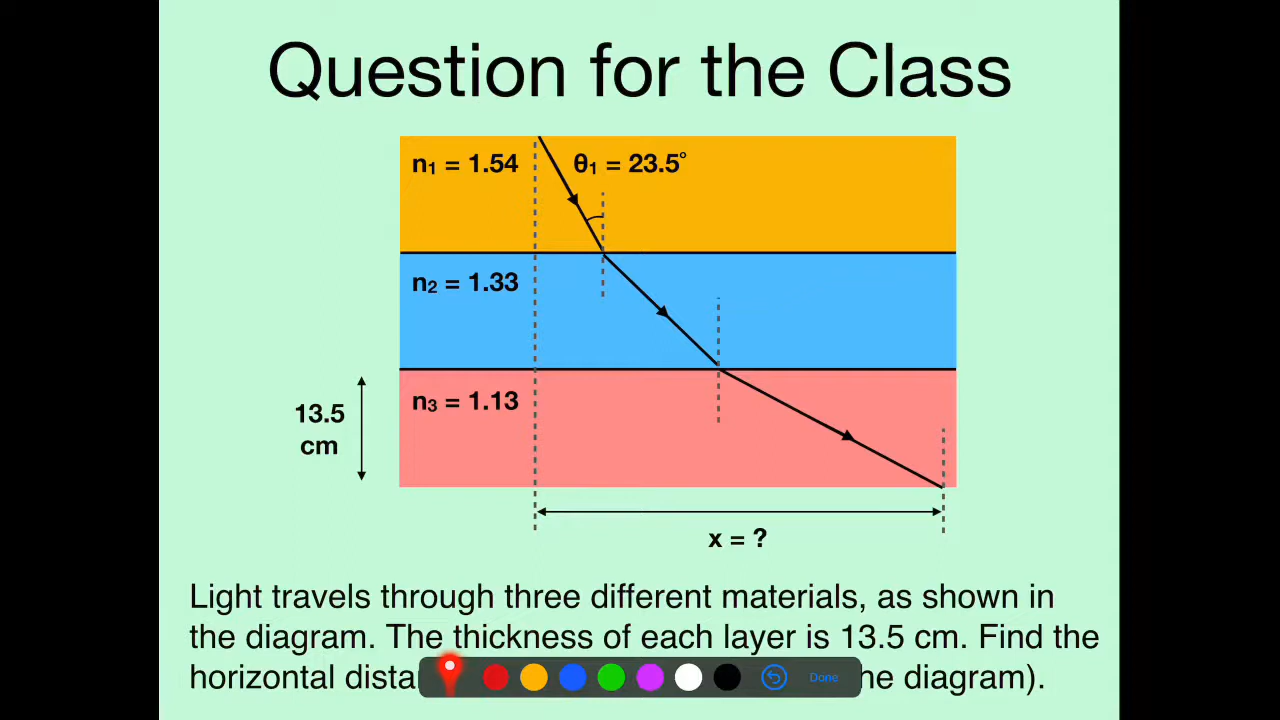 Question for the Class
n₁ = 1.54
θ₁ = 23.5°
n₂ = 1.33
n₃ = 1.13
13.5
cm
x = ?
Light travels through three different materials, as shown in
the diagram. The thickness of each layer is 13.5 cm. Find the
horizontal diagram).
Done